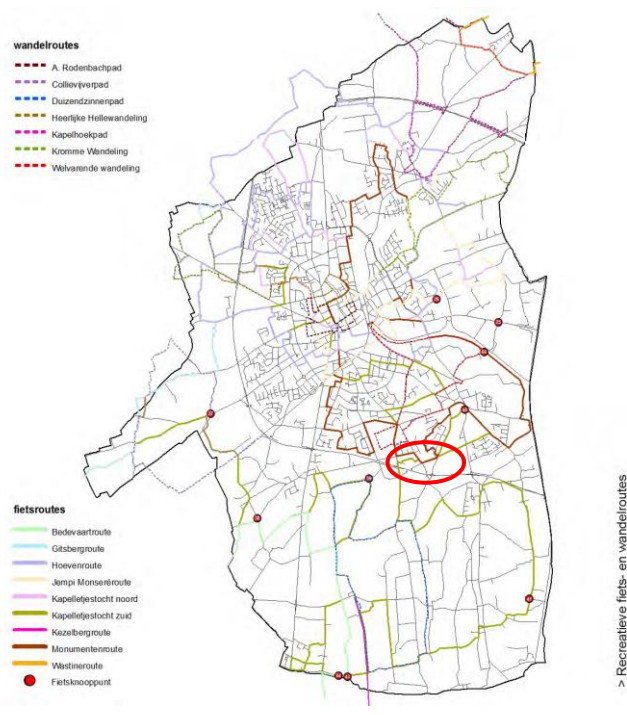 wandelroutes
A. Rodenbachpad
Collievijverpad
Duizendzinnenpad
Heerlijke Hellewandeling
Kapelhoekpad
Kromme Wandeling
Welvarende wandeling
fietsroutes
Bedevaartroute
Gitsbergroute
Hoevenroute
Jempi Monseréroute
Kapelletjestocht noord
Kapelletjestocht zuid
Kezelbergroute
Monumentenroute
Wastineroute
Fietsknooppunt
> Recreatieve fiets- en wandelroutes